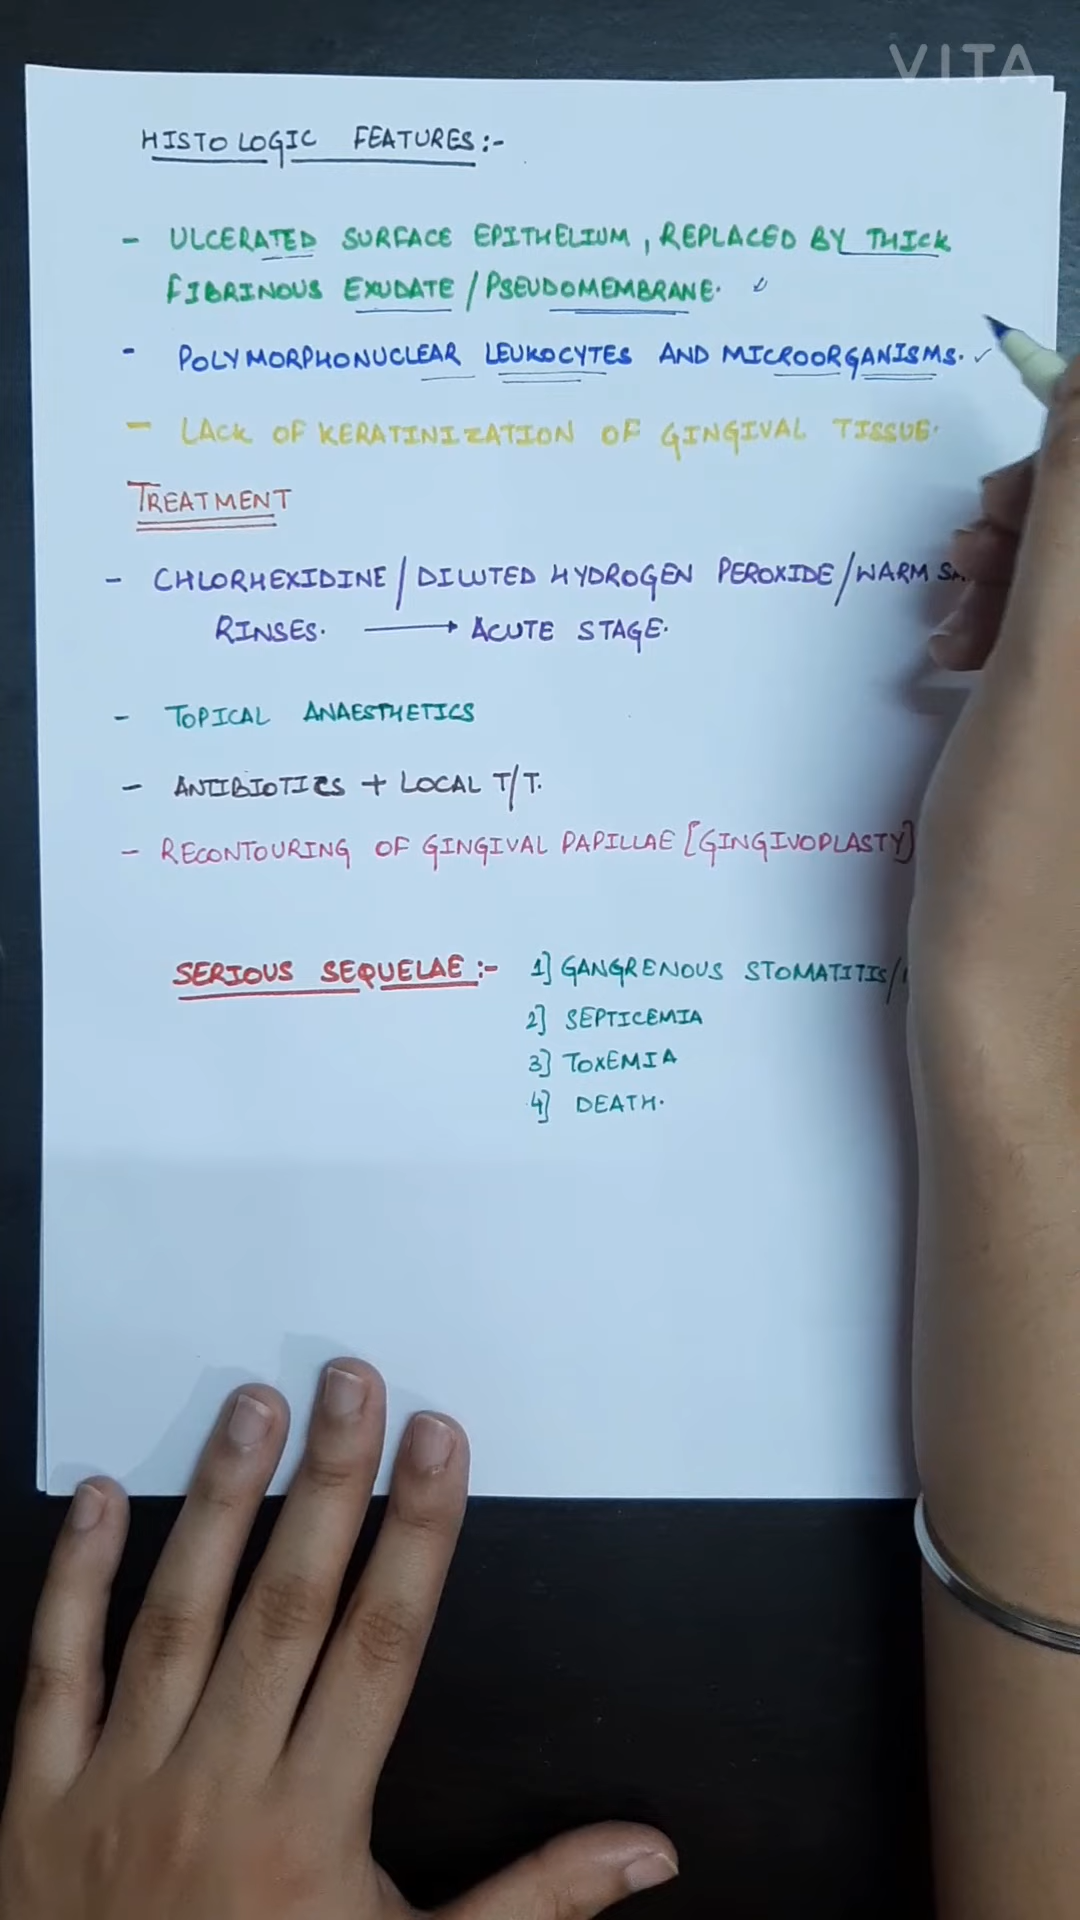 VITA
HISTOLOGIC FEATURES:-
- ULCERATED SURFACE EPITHELIUM, REPLACED BY THICK
FIBRINOUS EXUDATE / PSEUDOMEMBRANE.
- POLYMORPHONUCLEAR LEUKOCYTES AND MICROORGANISMS.
- LACK OF KERATINIZATION OF GINGIVAL TISSUE.
TREATMENT
- CHLORHEXIDINE / DILUTED HYDROGEN PEROXIDE / WARM
RINSES. → ACUTE STAGE.
- TOPICAL ANAESTHETICS
- ANTIBIOTICS + LOCAL T/T.
- RECONTOURING OF GINGIVAL PAPILLAE [GINGIVOPLASTY]
SERIOUS SEQUELAE:- 1] GANGRENOUS STOMATITIS/
2] SEPTICEMIA
3] TOXEMIA
4] DEATH.